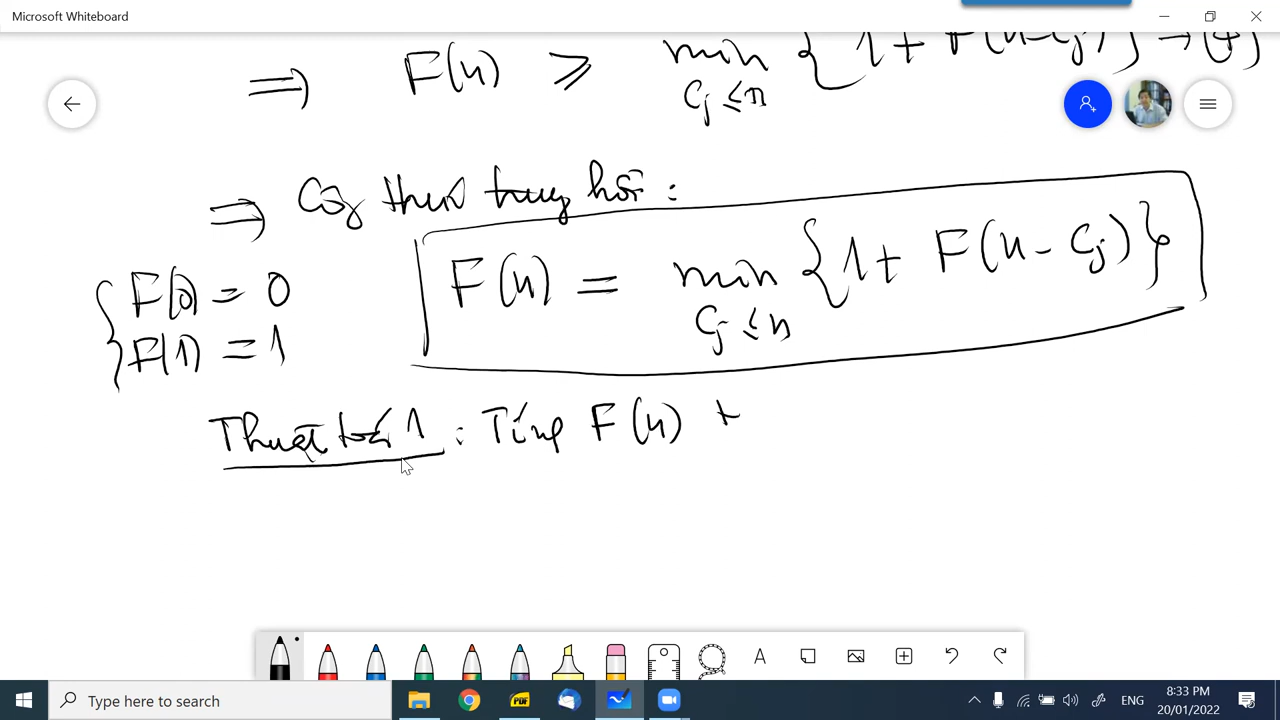 Microsoft Whiteboard
⇒ F(n) ≥ min {1 + F(n-Cj)} → (4)
Cj ≤ n
⇒ Công thức truy hồi:
F(n) = min {1 + F(n - Cj)}
Cj ≤ n
F(0) = 0
F(1) = 1
Thuật toán 1: Tính F(n) t
A
Type here to search
ENG
8:33 PM
20/01/2022